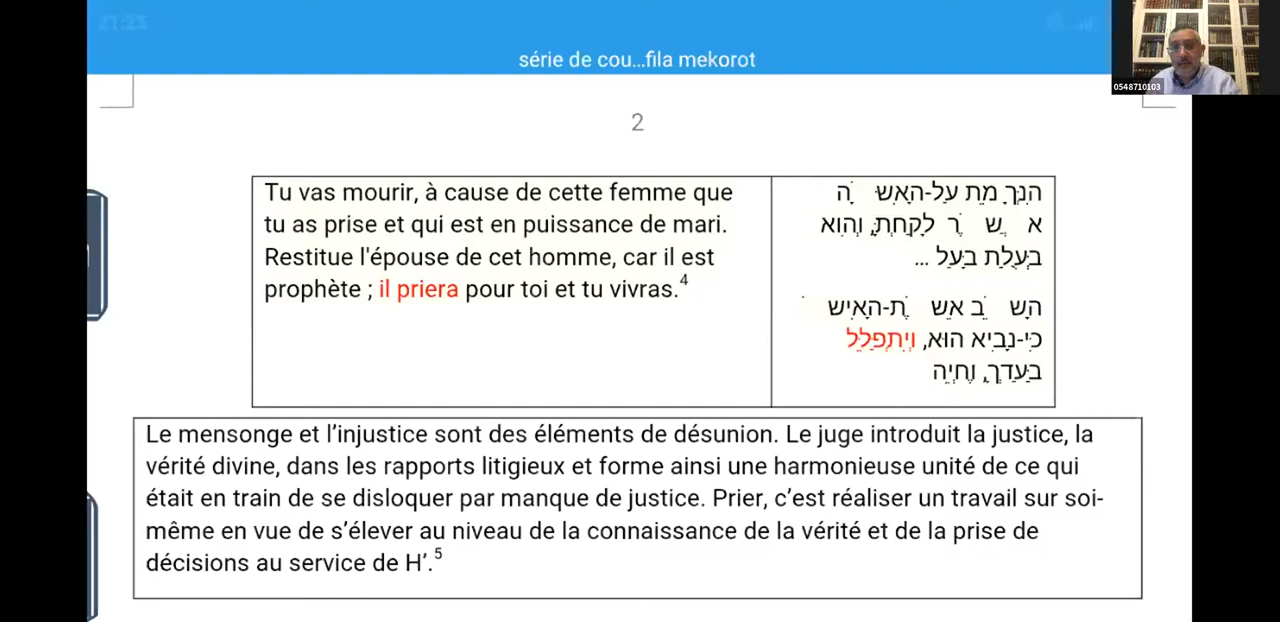 21:25
série de cou...fila mekorot
0548710103
2
Tu vas mourir, à cause de cette femme que
tu as prise et qui est en puissance de mari.
Restitue l'épouse de cet homme, car il est
prophète ; il priera pour toi et tu vivras.4
הִנְּךָ מֵת עַל-הָאִשָּׁה
אֲשֶׁר לָקַחְתָּ, וְהִוא
בְּעֻלַת בָּעַל ...
הָשֵׁב אֵשֶׁת-הָאִישׁ
כִּי-נָבִיא הוּא, וְיִתְפַּלֵּל
בַּעַדְךָ, וֶחְיֵה
Le mensonge et l’injustice sont des éléments de désunion. Le juge introduit la justice, la
vérité divine, dans les rapports litigieux et forme ainsi une harmonieuse unité de ce qui
était en train de se disloquer par manque de justice. Prier, c’est réaliser un travail sur soi-
même en vue de s’élever au niveau de la connaissance de la vérité et de la prise de
décisions au service de H’.5